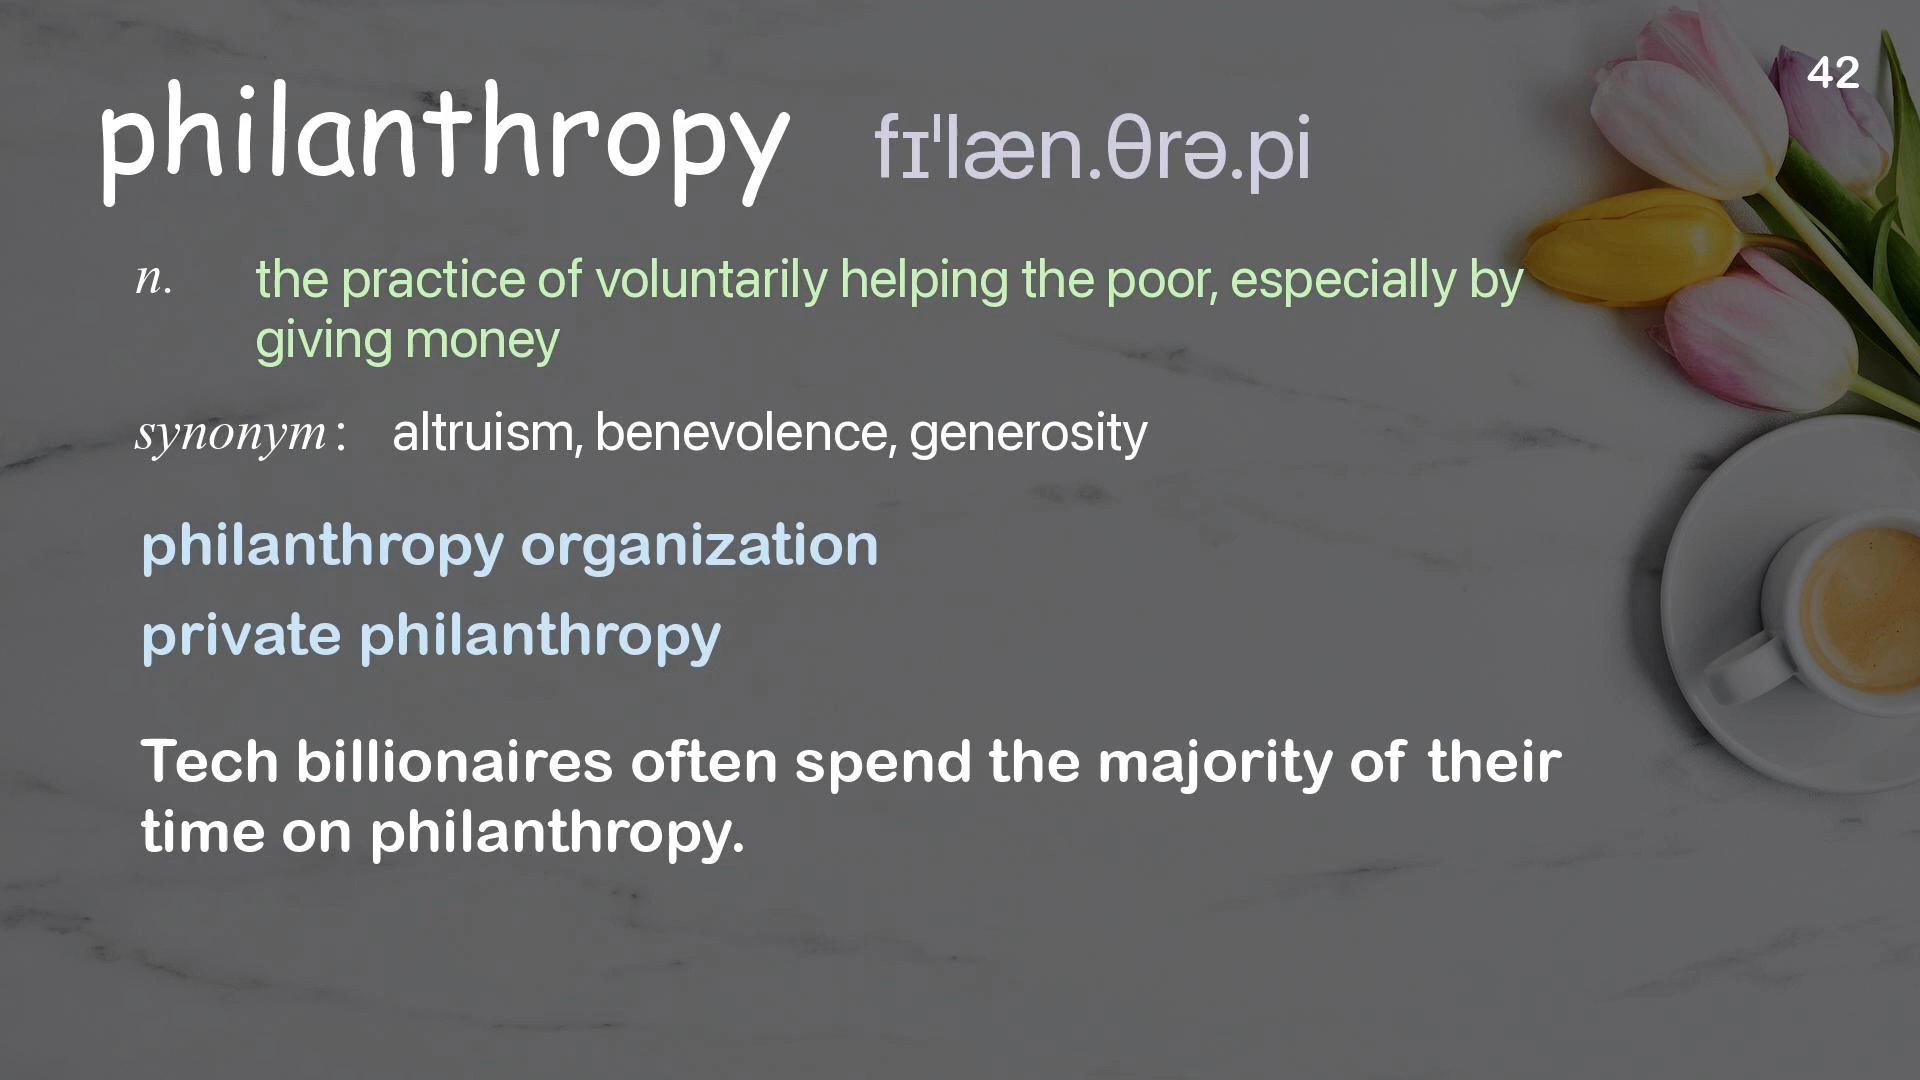 42
philanthropy fɪˈlæn.θrə.pi
n. the practice of voluntarily helping the poor, especially by
giving money
synonym: altruism, benevolence, generosity
philanthropy organization
private philanthropy
Tech billionaires often spend the majority of their
time on philanthropy.